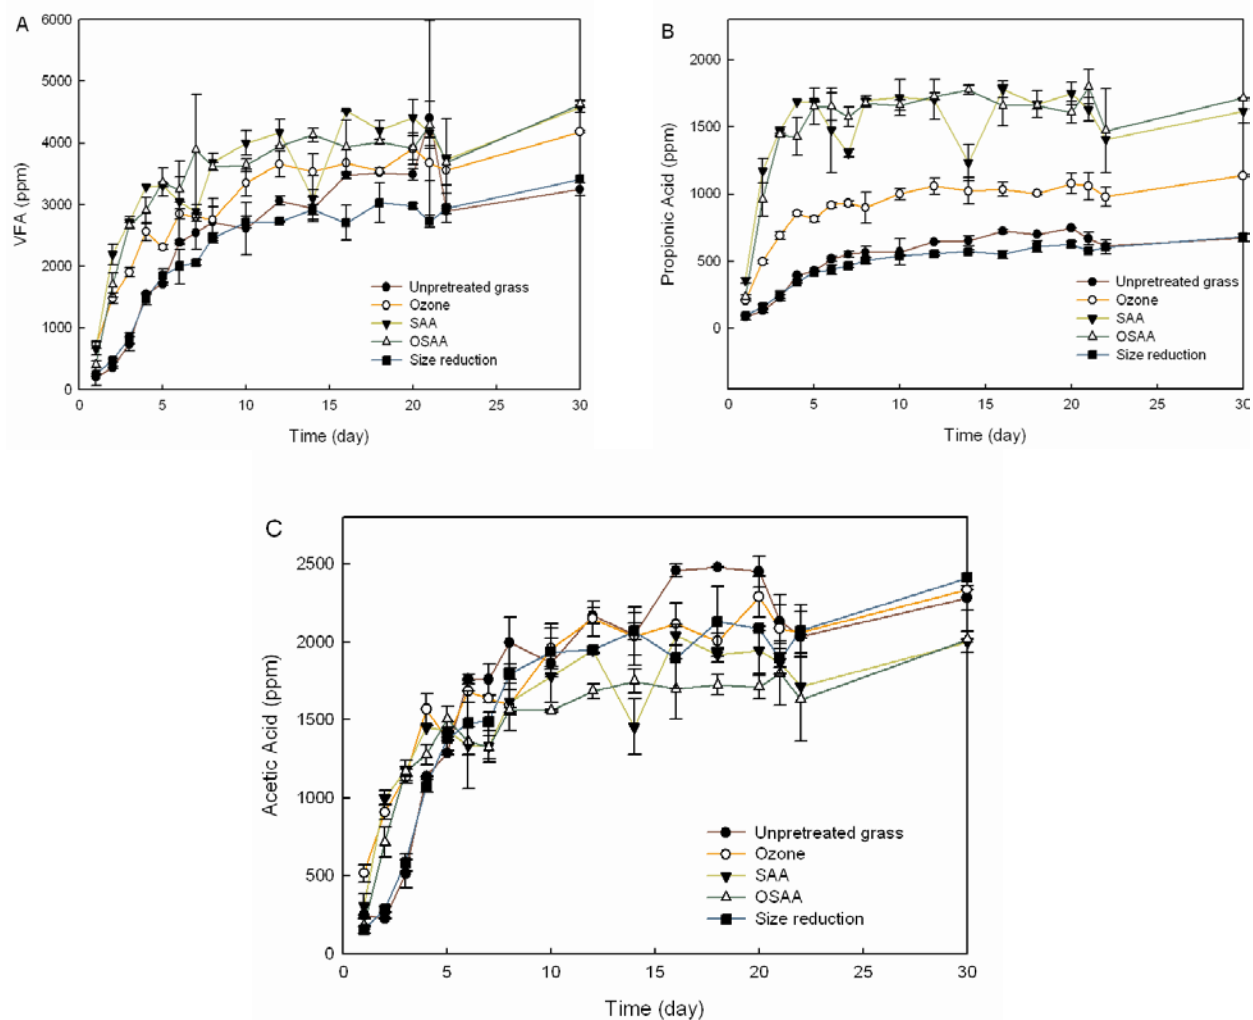 A
6000
5000
4000
3000
2000
1000
0
VFA (ppm)
Unpretreated grass
Ozone
SAA
OSAA
Size reduction
0 5 10 15 20 25 30
Time (day)
B
2000
1500
1000
500
0
Propionic Acid (ppm)
Unpretreated grass
Ozone
SAA
OSAA
Size reduction
0 5 10 15 20 25 30
Time (day)
C
2500
2000
1500
1000
500
0
Acetic Acid (ppm)
Unpretreated grass
Ozone
SAA
OSAA
Size reduction
0 5 10 15 20 25 30
Time (day)